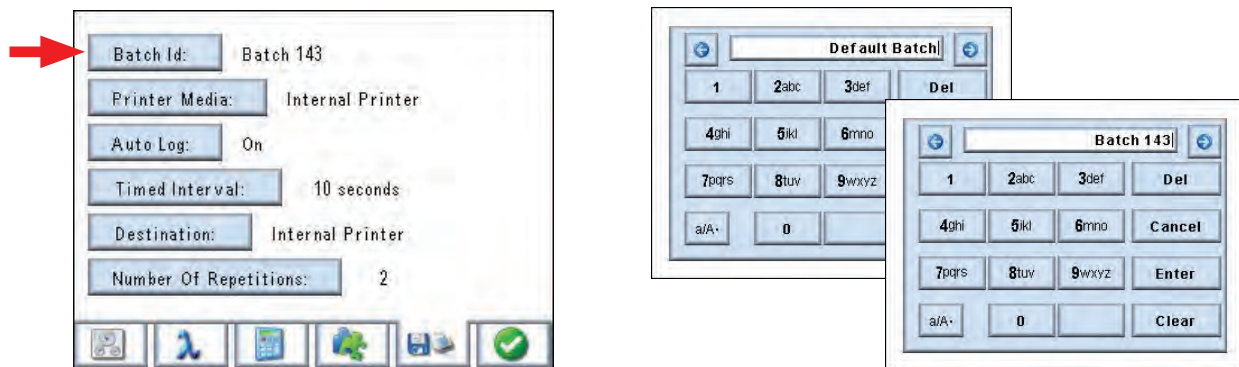 Batch Id: Batch 143
Printer Media: Internal Printer
Auto Log: On
Timed Interval: 10 seconds
Destination: Internal Printer
Number Of Repetitions: 2
λ
Default Batch
1 2abc 3def Del
4ghi 5jkl 6mno
7pqrs 8tuv 9wxyz
a/A· 0
Batch 143
1 2abc 3def Del
4ghi 5jkl 6mno Cancel
7pqrs 8tuv 9wxyz Enter
a/A· 0 Clear